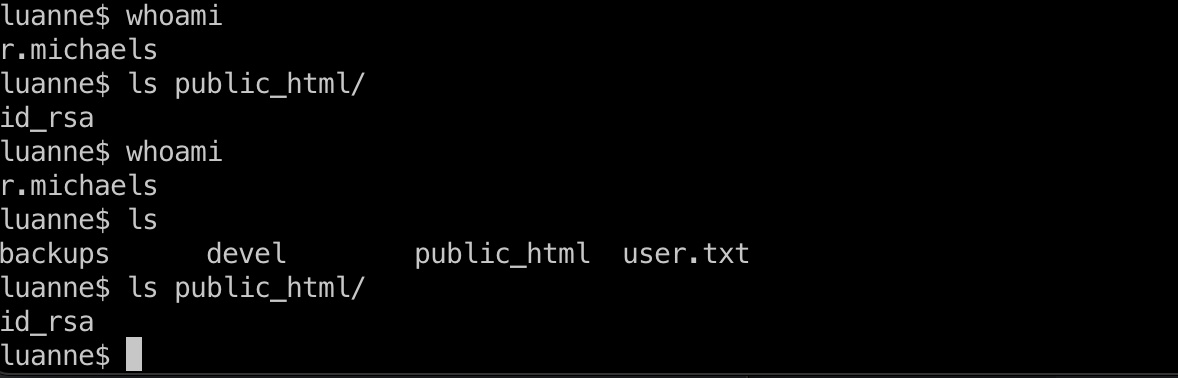 luanne$ whoami
r.michaels
luanne$ ls public_html/
id_rsa
luanne$ whoami
r.michaels
luanne$ ls
backups      devel        public_html  user.txt
luanne$ ls public_html/
id_rsa
luanne$